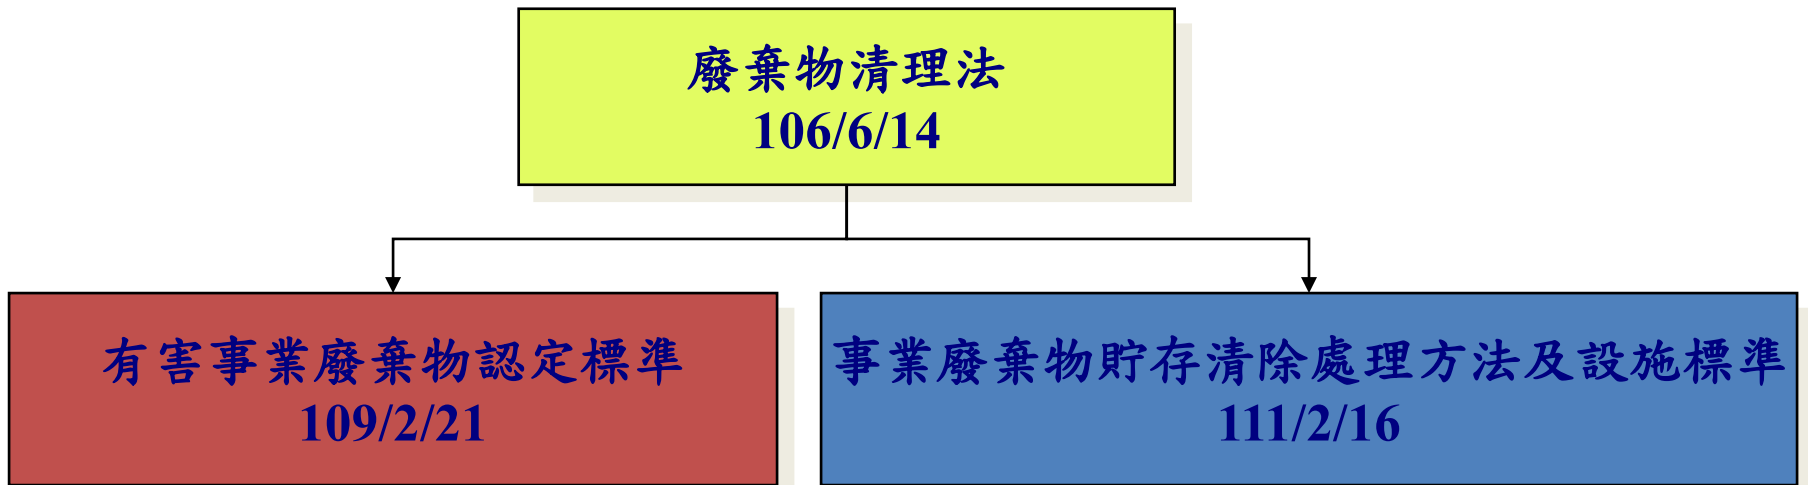 廢棄物清理法
106/6/14
有害事業廢棄物認定標準
109/2/21
事業廢棄物貯存清除處理方法及設施標準
111/2/16